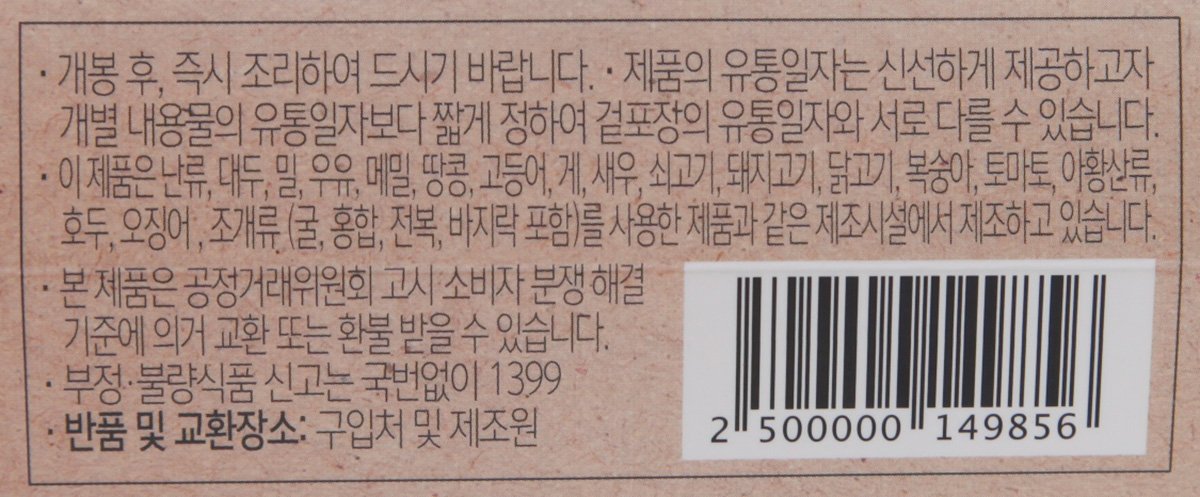 · 개봉 후, 즉시 조리하여 드시기 바랍니다. · 제품의 유통일자는 신선하게 제공하고자
개별 내용물의 유통일자보다 짧게 정하여 겉포장의 유통일자와 서로 다를 수 있습니다.
· 이 제품은 난류, 대두, 밀, 우유, 메밀, 땅콩, 고등어, 게, 새우, 쇠고기, 돼지고기, 닭고기, 복숭아, 토마토, 아황산류,
호두, 오징어, 조개류 (굴, 홍합, 전복, 바지락 포함)를 사용한 제품과 같은 제조시설에서 제조하고 있습니다.
· 본 제품은 공정거래위원회 고시 소비자 분쟁 해결
기준에 의거 교환 또는 환불 받을 수 있습니다.
· 부정·불량식품 신고는 국번없이 1399
· 반품 및 교환장소: 구입처 및 제조원
2 500000 149856